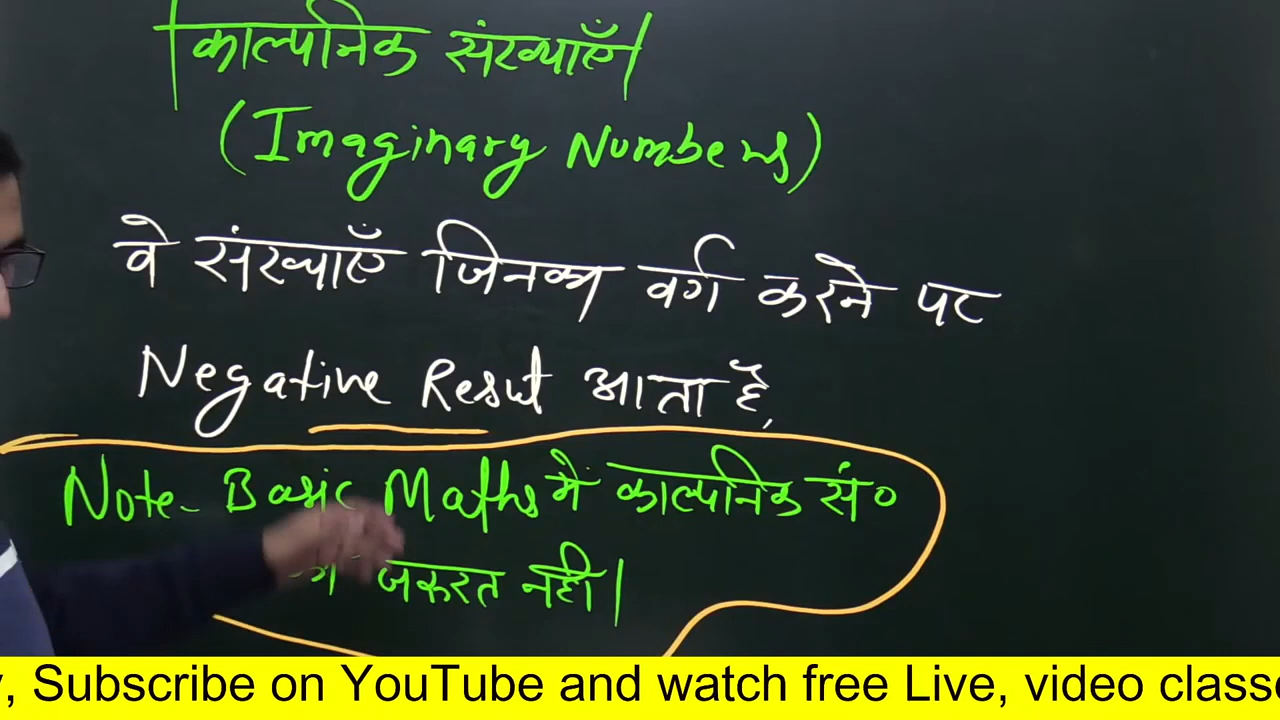 काल्पनिक संख्याएँ
(Imaginary Numbers)
वे संख्याएँ जिनका वर्ग करने पर
Negative Result आता है,
Note- Basic Maths में काल्पनिक सं०
जरूरत नही।
, Subscribe on YouTube and watch free Live, video classe